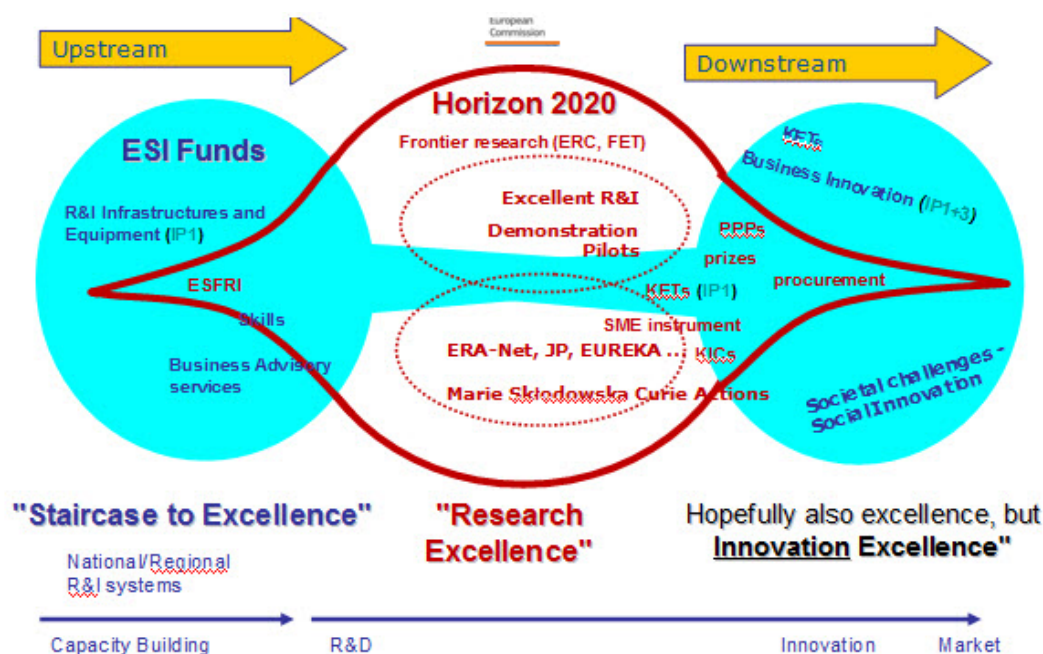 European
Commission
Upstream
Downstream
Horizon 2020
ESI Funds
Frontier research (ERC, FET)
KETs
Business Innovation (IP1+3)
Excellent R&I
R&I Infrastructures and
Equipment (IP1)
Demonstration
Pilots
PPPs
prizes
ESFRI
procurement
KETs (IP1)
Skills
SME instrument
ERA-Net, JP, EUREKA ...
KICs
Business Advisory
services
Marie Skłodowska Curie Actions
Societal challenges -
Social Innovation
"Staircase to Excellence"
"Research
Excellence"
Hopefully also excellence, but
Innovation Excellence"
National/Regional
R&I systems
Capacity Building
R&D
Innovation
Market